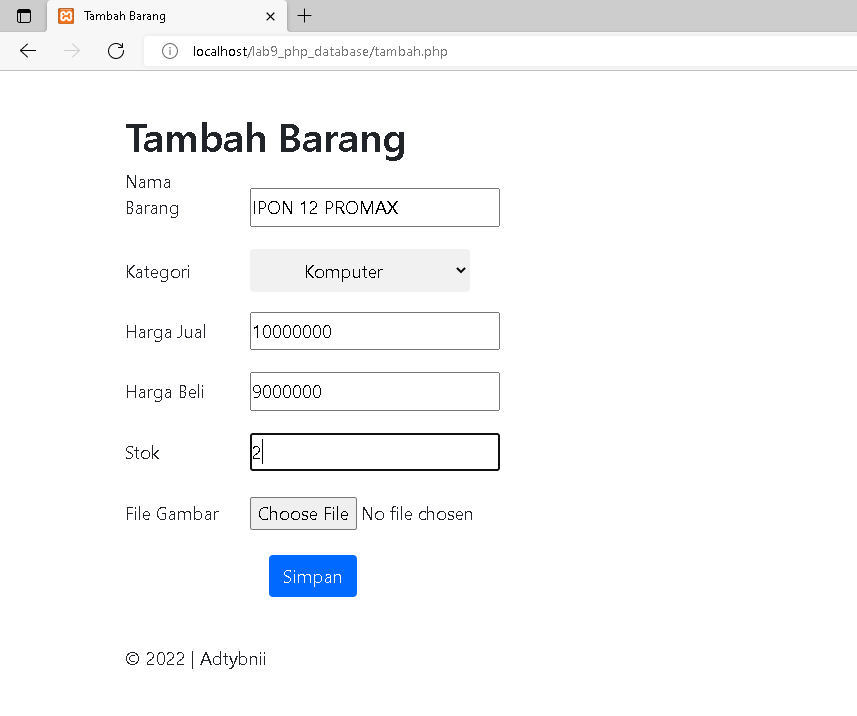 Tambah Barang
localhost/lab9_php_database/tambah.php
Tambah Barang
Nama
Barang
IPON 12 PROMAX
Kategori
Komputer
Harga Jual
10000000
Harga Beli
9000000
Stok
2
File Gambar
Choose File No file chosen
Simpan
© 2022 | Adtybnii